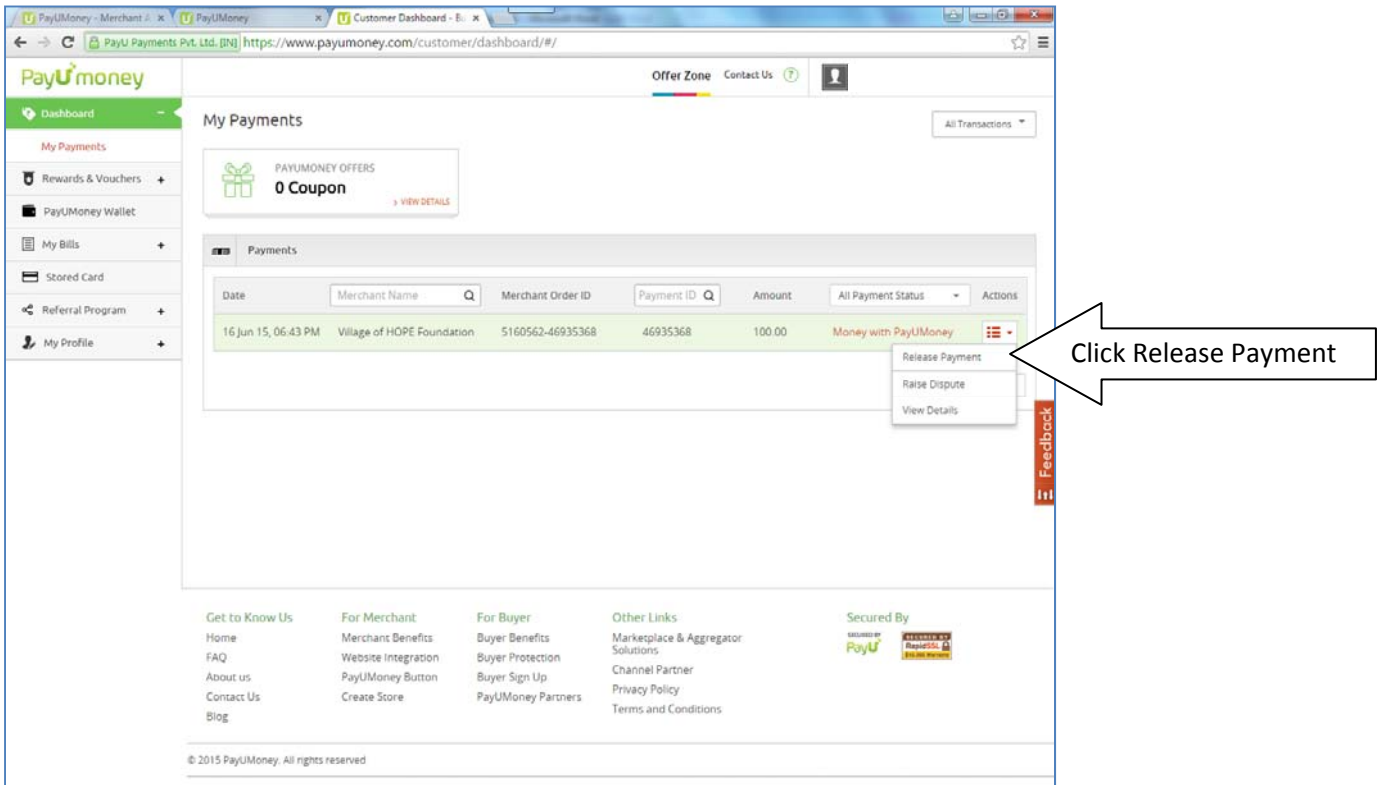 PayUMoney - Merchant A
PayUMoney
Customer Dashboard - B
PayU Payments Pvt. Ltd. [IN] https://www.payumoney.com/customer/dashboard/#/
PayUmoney
Offer Zone Contact Us ?
Dashboard
My Payments
Rewards & Vouchers +
PayUMoney Wallet
My Bills +
Stored Card
Referral Program +
My Profile +
My Payments
All Transactions
PAYUMONEY OFFERS
0 Coupon
> VIEW DETAILS
Payments
Date Merchant Name Merchant Order ID Payment ID Amount All Payment Status Actions
16 Jun 15, 06:43 PM Village of HOPE Foundation 5160562-46935368 46935368 100.00 Money with PayUMoney
Release Payment
Raise Dispute
View Details
Click Release Payment
Feedback
Get to Know Us
Home
FAQ
About us
Contact Us
Blog
For Merchant
Merchant Benefits
Website Integration
PayUMoney Button
Create Store
For Buyer
Buyer Benefits
Buyer Protection
Buyer Sign Up
PayUMoney Partners
Other Links
Marketplace & Aggregator
Solutions
Channel Partner
Privacy Policy
Terms and Conditions
Secured By
SECURED BY
PayU
SECURED BY
RapidSSL
© 2015 PayUMoney. All rights reserved